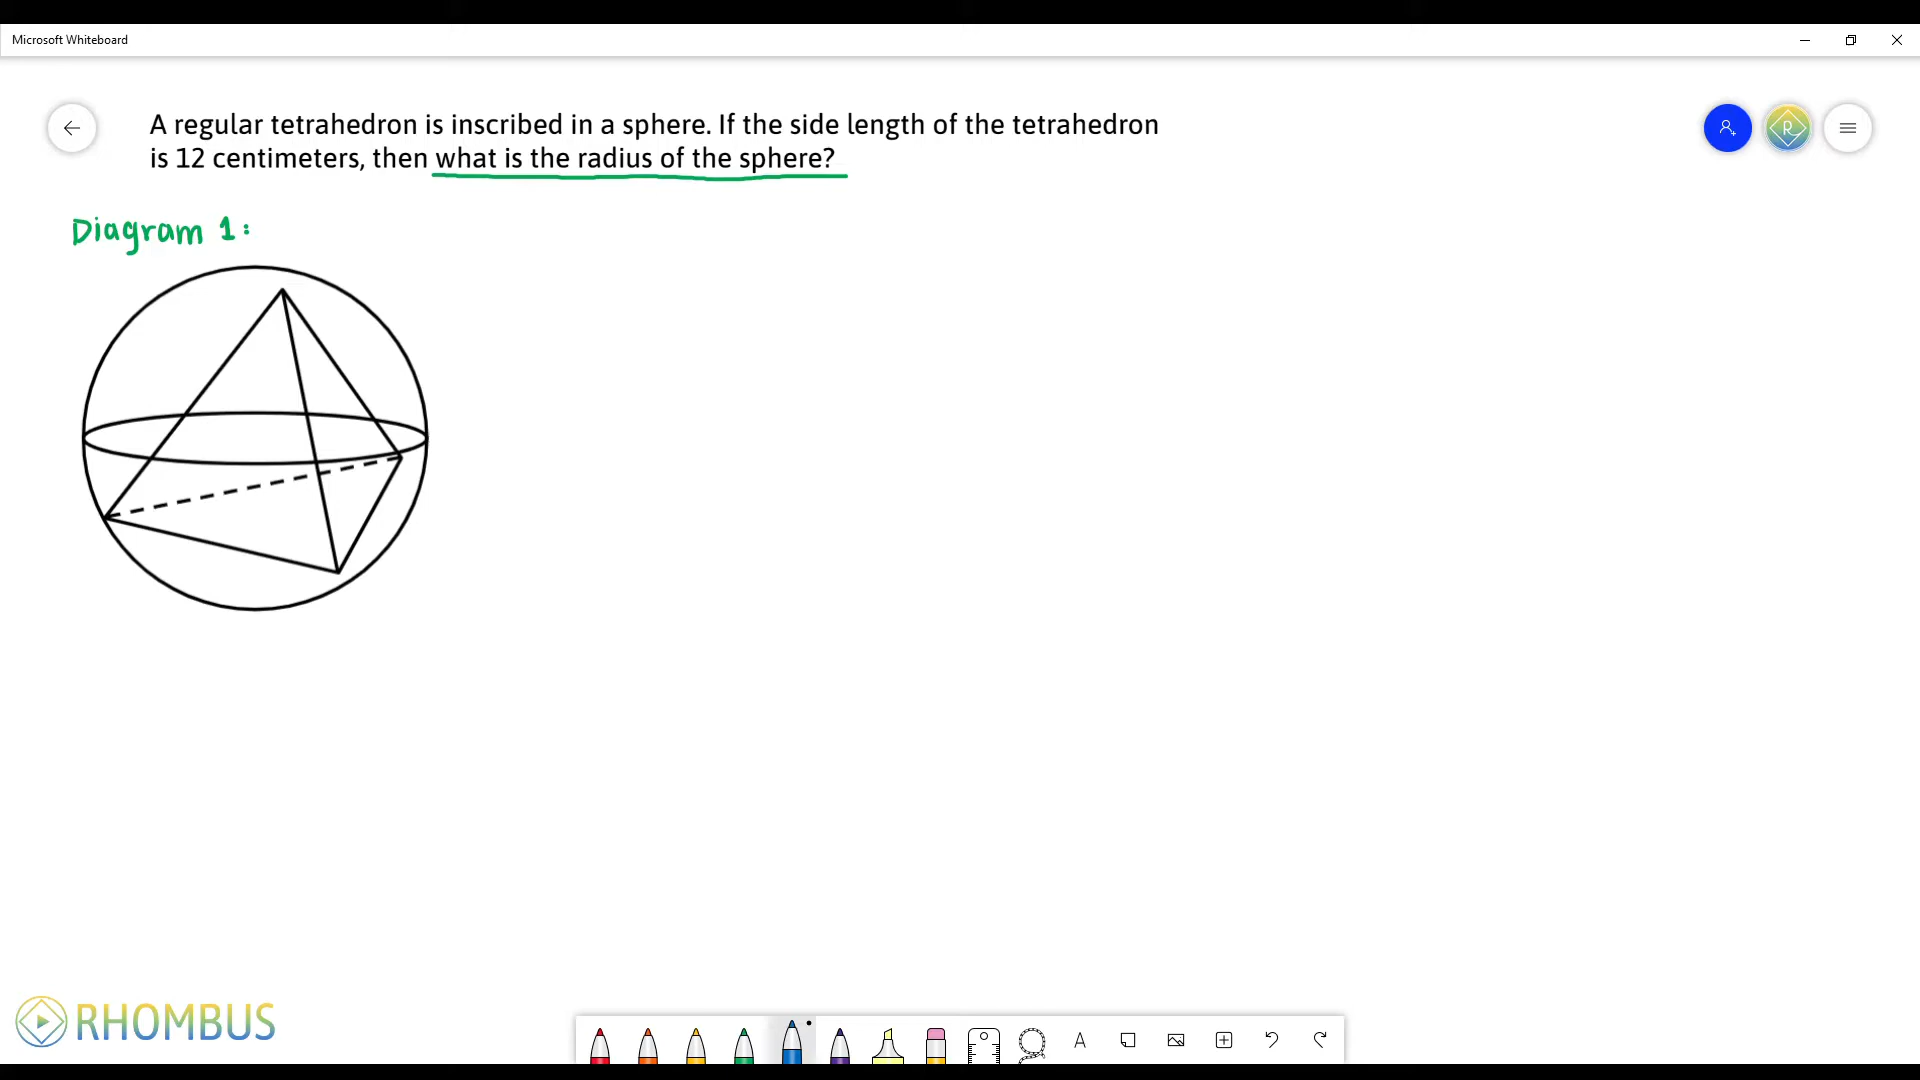 Microsoft Whiteboard
A regular tetrahedron is inscribed in a sphere. If the side length of the tetrahedron
is 12 centimeters, then what is the radius of the sphere?
R
Diagram 1:
RHOMBUS
A